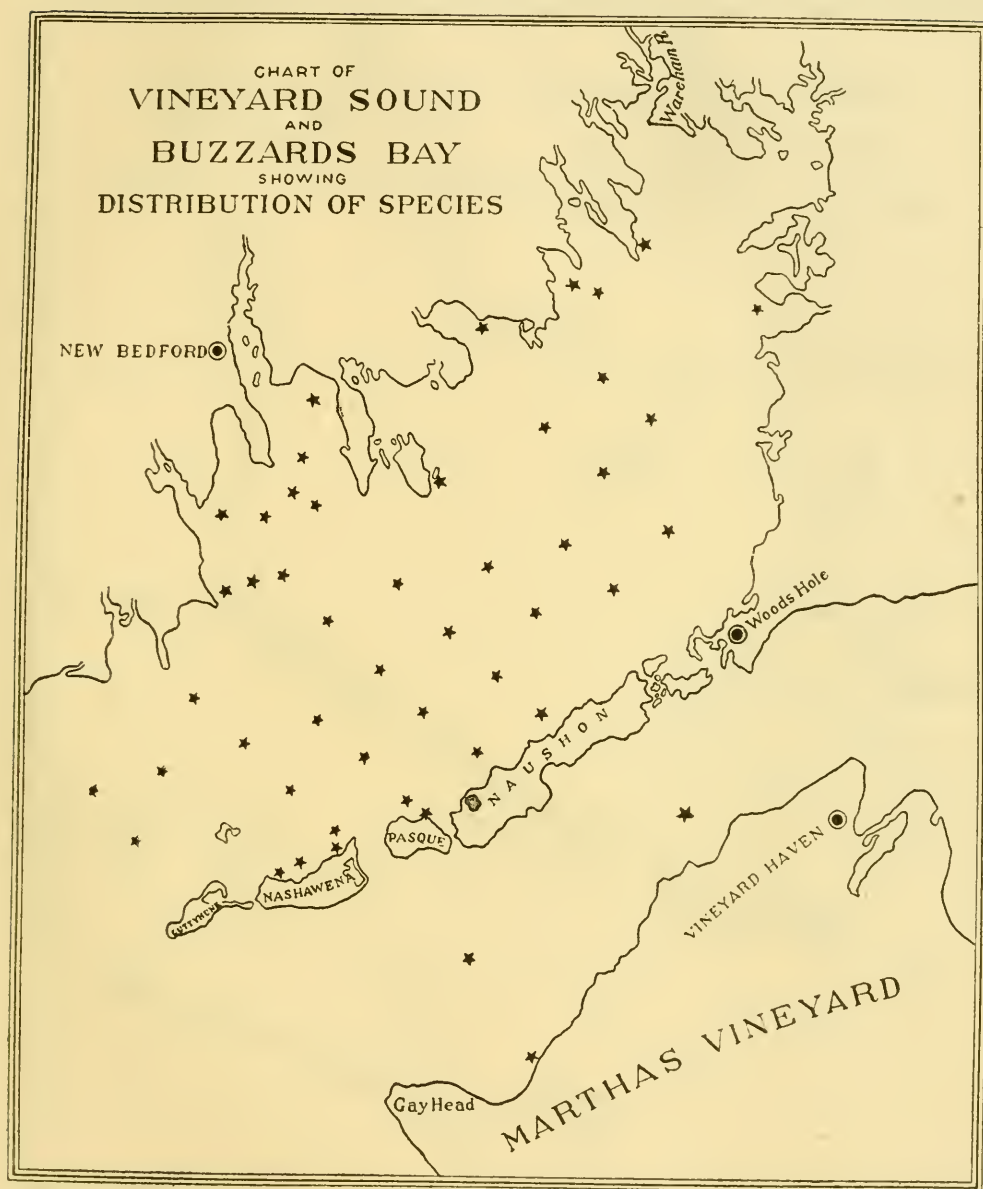 CHART OF
VINEYARD SOUND
AND
BUZZARDS BAY
SHOWING
DISTRIBUTION OF SPECIES
Wareham R.
NEW BEDFORD
Woods Hole
NAUSHON
PASQUE
NASHAWENA
CUTTYHUNK
VINEYARD HAVEN
MARTHAS VINEYARD
Gay Head